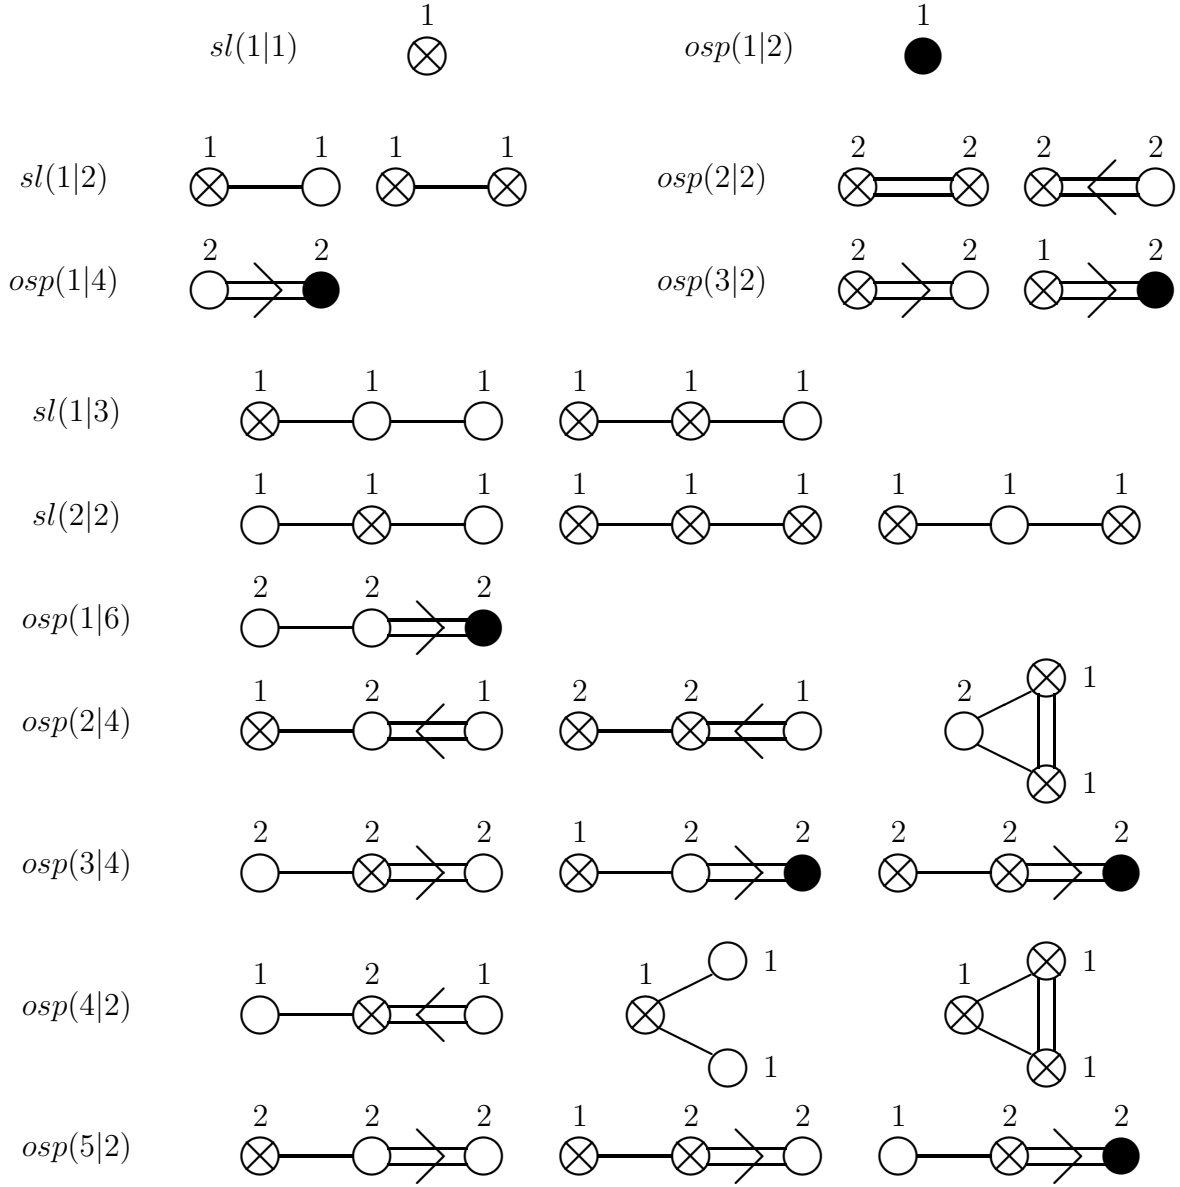 1 1
sl(1|1) osp(1|2)
1 1 1 1 2 2 2 2
sl(1|2) osp(2|2)
2 2 2 2 1 2
osp(1|4) osp(3|2)
1 1 1 1 1 1
sl(1|3)
1 1 1 1 1 1 1 1 1
sl(2|2)
2 2 2
osp(1|6)
1 2 1 2 2 1 2 1
osp(2|4)
1
2 2 2 1 2 2 2 2 2
osp(3|4)
1 2 1 1 1 1 1
osp(4|2)
1 1
2 2 2 1 2 2 1 2 2
osp(5|2)